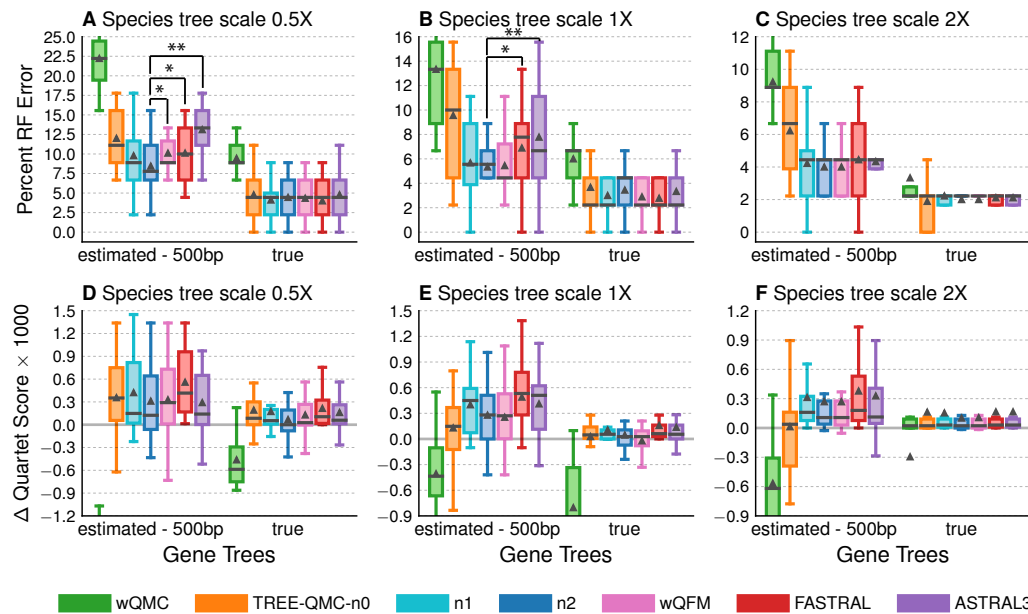 A Species tree scale 0.5X
B Species tree scale 1X
C Species tree scale 2X
Percent RF Error
25.0
22.5
20.0
17.5
15.0
12.5
10.0
7.5
5.0
2.5
0.0
**
*
*
estimated - 500bp
true
16
14
12
10
8
6
4
2
0
**
*
estimated - 500bp
true
12
10
8
6
4
2
0
estimated - 500bp
true
D Species tree scale 0.5X
E Species tree scale 1X
F Species tree scale 2X
Δ Quartet Score × 1000
1.5
1.2
0.9
0.6
0.3
0.0
−0.3
−0.6
−0.9
−1.2
estimated - 500bp
true
Gene Trees
1.5
1.2
0.9
0.6
0.3
0.0
−0.3
−0.6
−0.9
estimated - 500bp
true
Gene Trees
1.2
0.9
0.6
0.3
0.0
−0.3
−0.6
−0.9
estimated - 500bp
true
Gene Trees
wQMC
TREE-QMC-n0
n1
n2
wQFM
FASTRAL